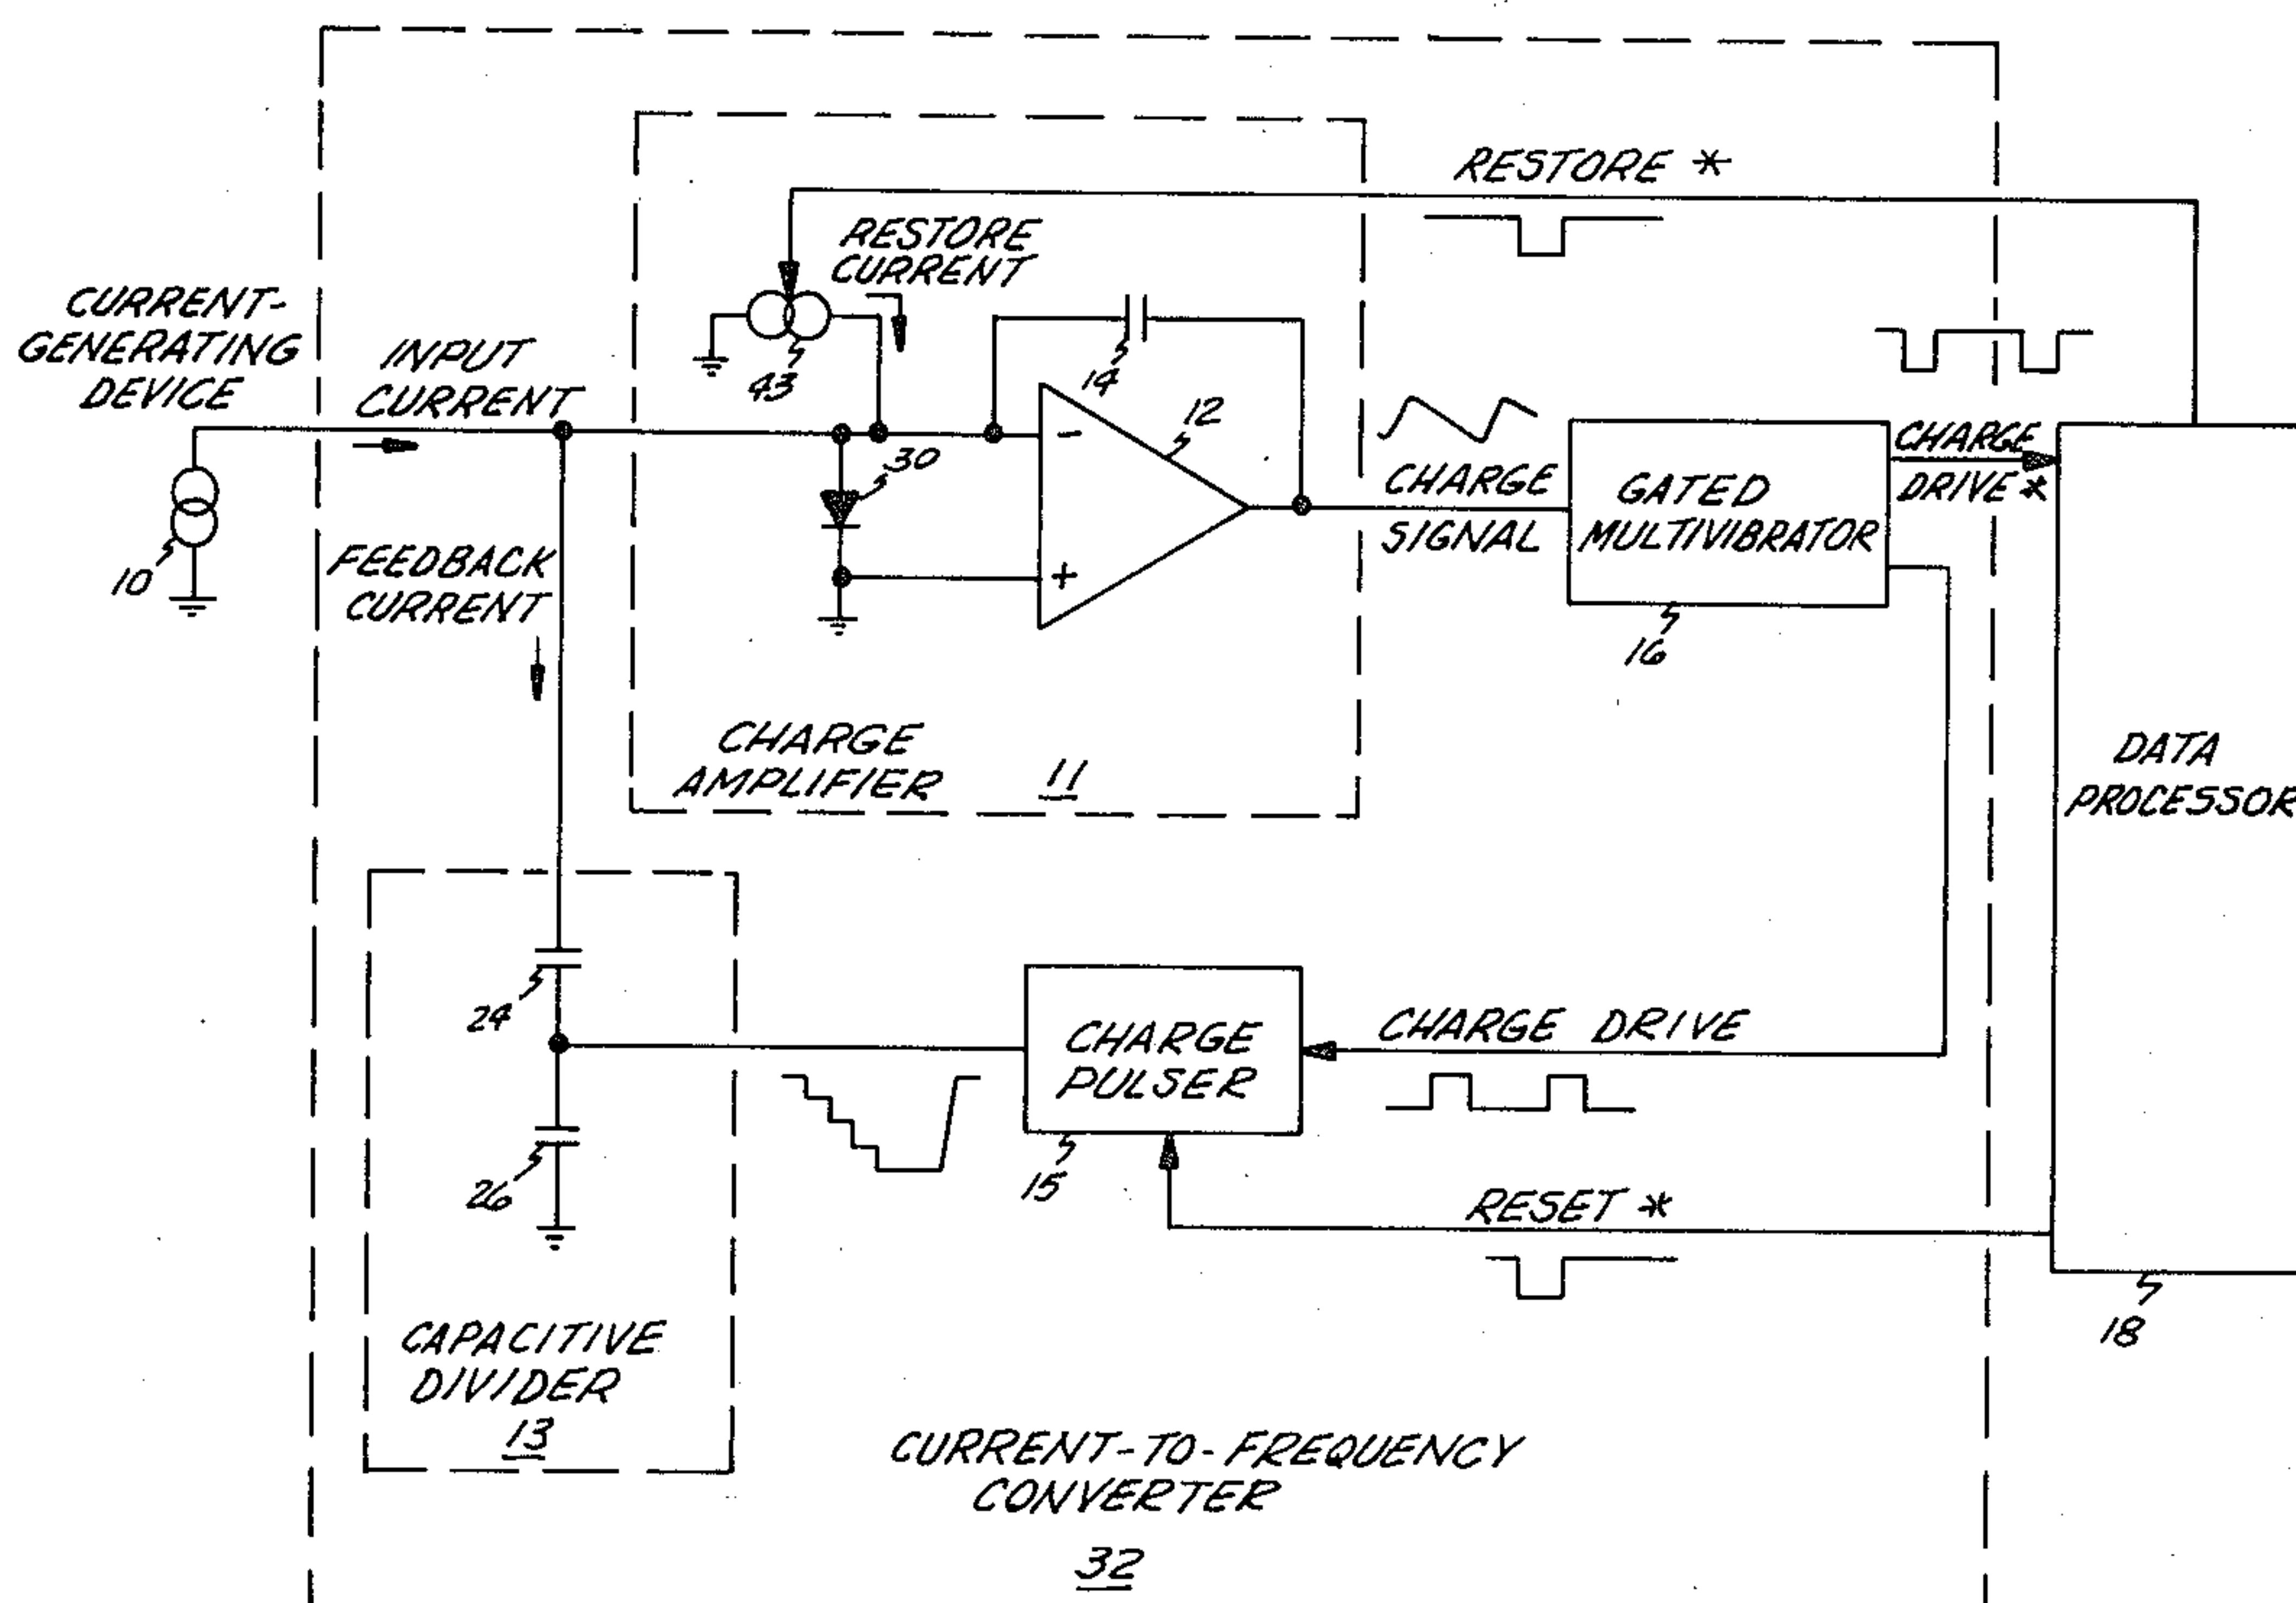 RESTORE *
RESTORE
CURRENT
43
14
12
30
-
+
CURRENT-
GENERATING
DEVICE
10
INPUT
CURRENT
FEEDBACK
CURRENT
CHARGE
AMPLIFIER
11
CHARGE
SIGNAL
GATED
MULTIVIBRATOR
16
CHARGE
DRIVE *
DATA
PROCESSOR
18
24
26
CAPACITIVE
DIVIDER
13
CHARGE
PULSER
15
CHARGE DRIVE
RESET *
CURRENT-TO-FREQUENCY
CONVERTER
32